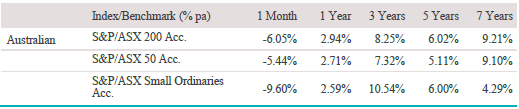 Index/Benchmark (% pa) 1 Month 1 Year 3 Years 5 Years 7 Years
Australian S&P/ASX 200 Acc. -6.05% 2.94% 8.25% 6.02% 9.21%
S&P/ASX 50 Acc. -5.44% 2.71% 7.32% 5.11% 9.10%
S&P/ASX Small Ordinaries
Acc. -9.60% 2.59% 10.54% 6.00% 4.29%